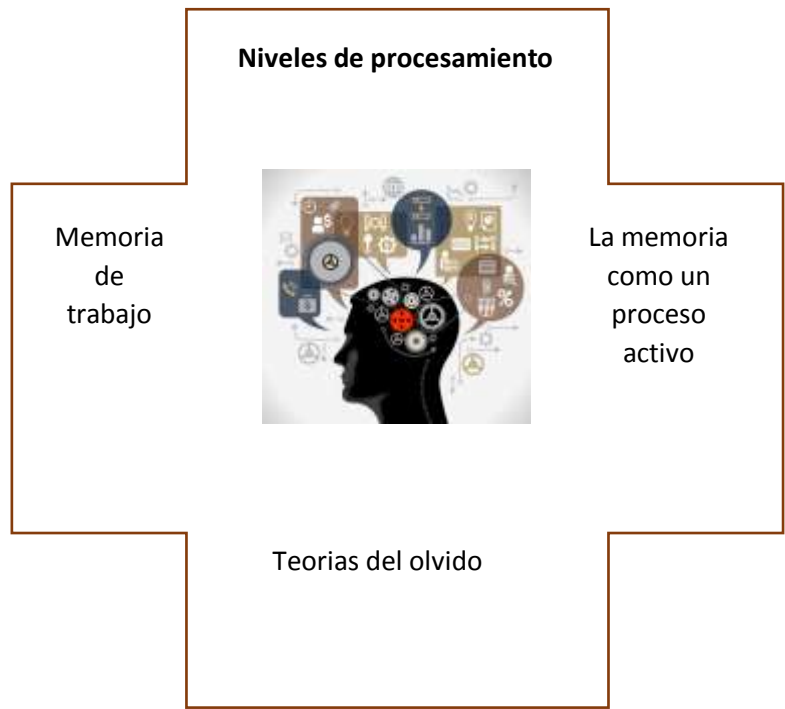 Niveles de procesamiento
Memoria
de
trabajo
La memoria
como un
proceso
activo
Teorias del olvido